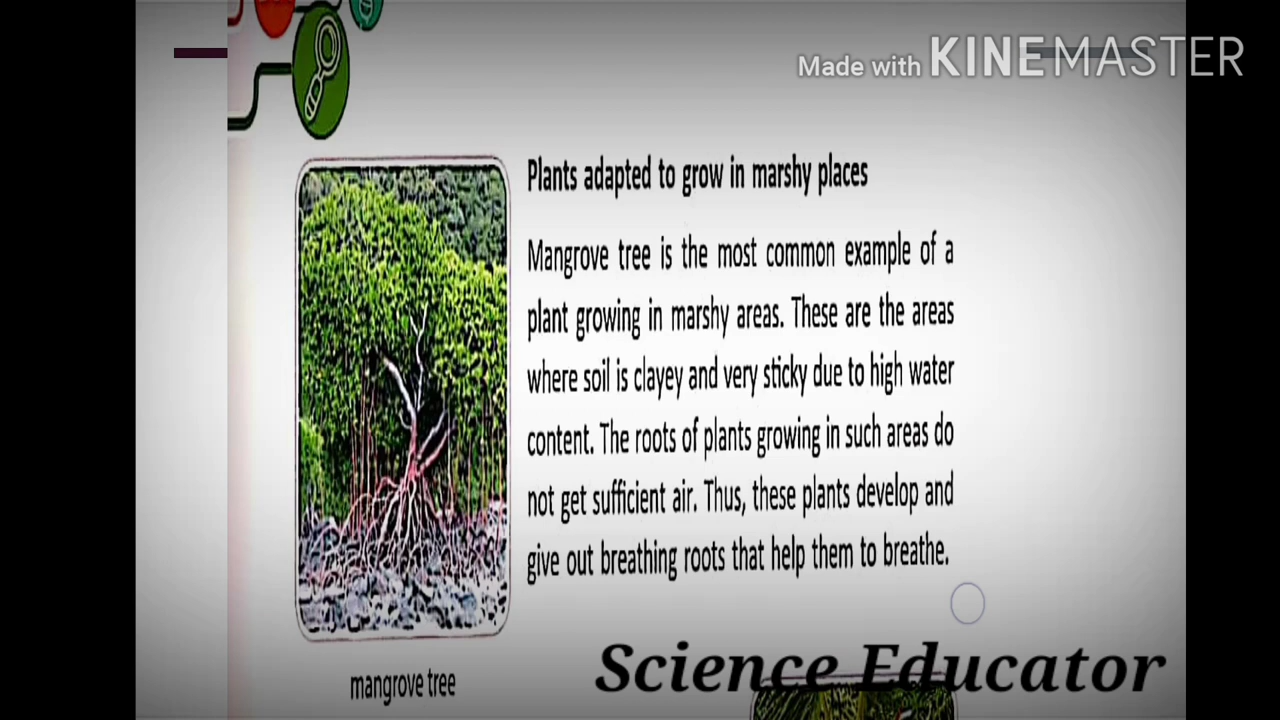 Made with KINEMASTER
Plants adapted to grow in marshy places
Mangrove tree is the most common example of a
plant growing in marshy areas. These are the areas
where soil is clayey and very sticky due to high water
content. The roots of plants growing in such areas do
not get sufficient air. Thus, these plants develop and
give out breathing roots that help them to breathe.
mangrove tree
Science Educator